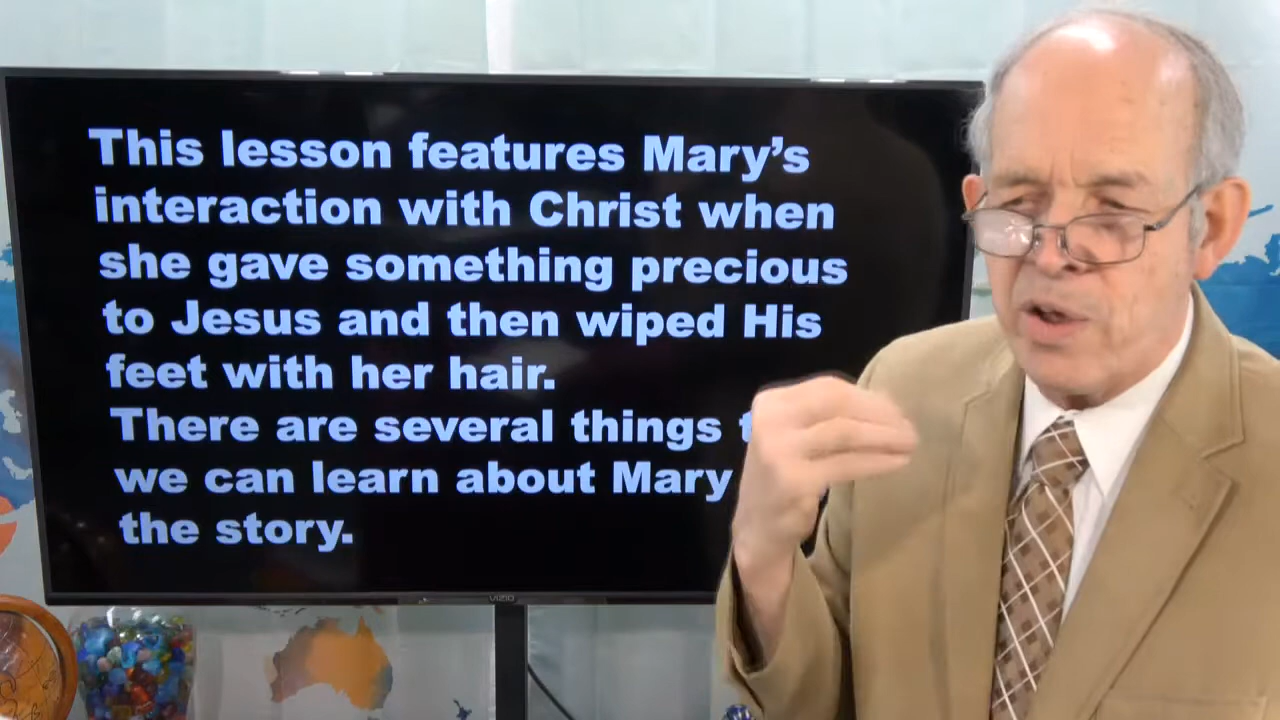 This lesson features Mary's
interaction with Christ when
she gave something precious
to Jesus and then wiped His
feet with her hair.
There are several things
we can learn about Mary
the story.
VIZIO